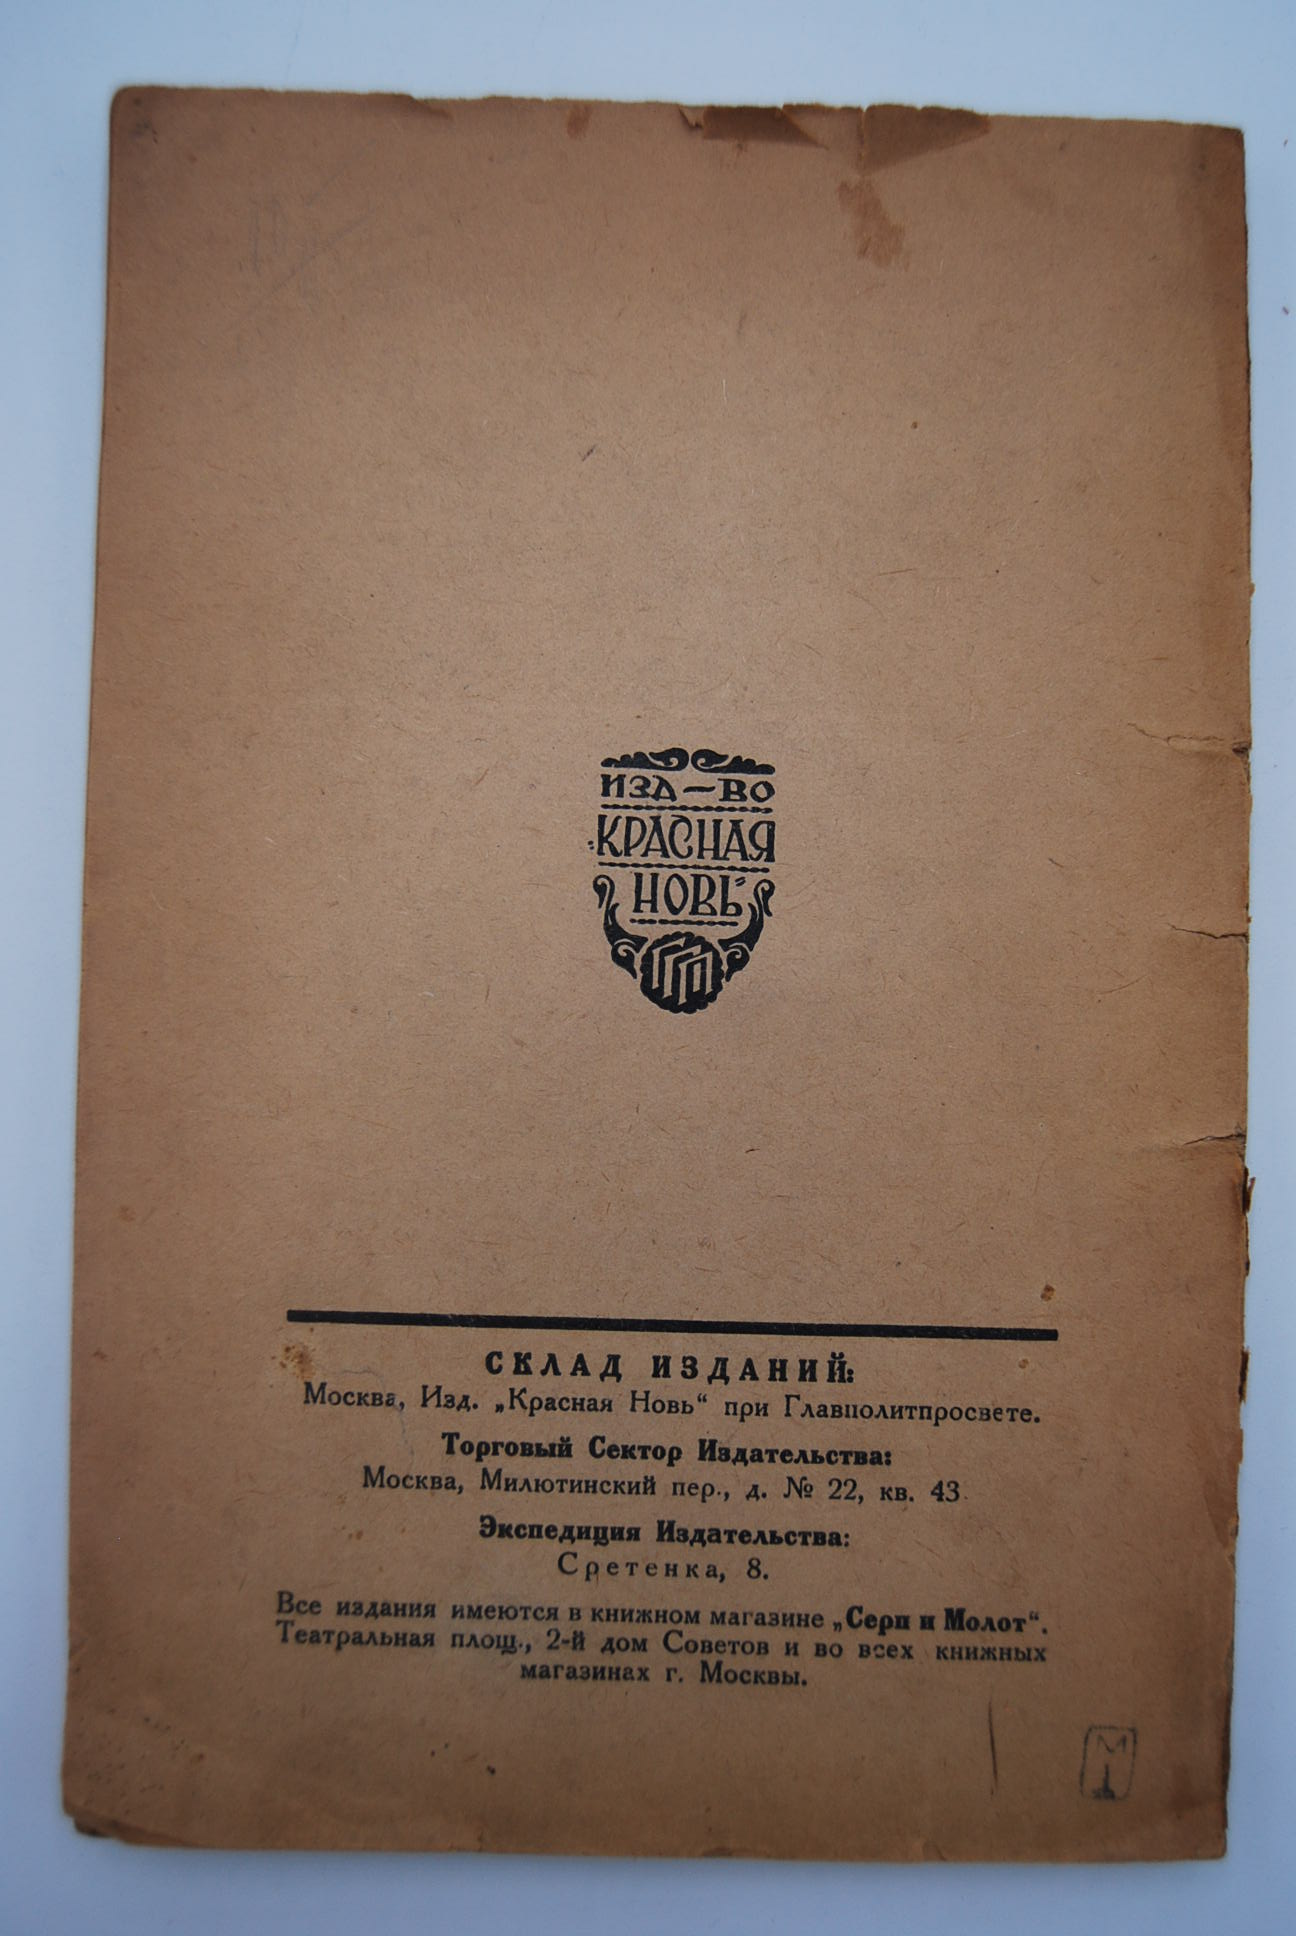 ИЗД—ВО
„КРАСНАЯ
НОВЬ“
ГПП
СКЛАД ИЗДАНИЙ:
Москва, Изд. „Красная Новь“ при Главполитпросвете.
Торговый Сектор Издательства:
Москва, Милютинский пер., д. № 22, кв. 43.
Экспедиция Издательства:
Сретенка, 8.
Все издания имеются в книжном магазине „Серп и Молот“.
Театральная площ., 2-й дом Советов и во всех книжных
магазинах г. Москвы.
М